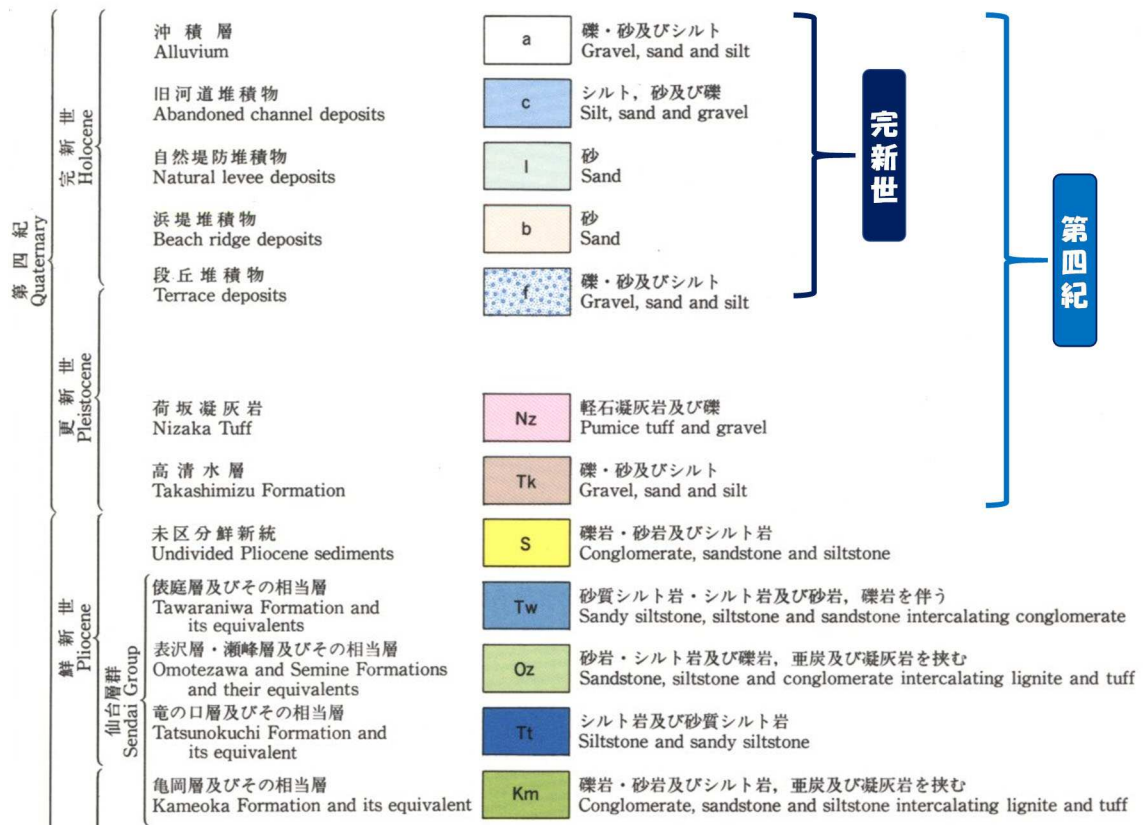 第四紀
Quaternary
完新世
Holocene
沖積層
Alluvium
a
礫・砂及びシルト
Gravel, sand and silt
旧河道堆積物
Abandoned channel deposits
c
シルト，砂及び礫
Silt, sand and gravel
自然堤防堆積物
Natural levee deposits
l
砂
Sand
浜堤堆積物
Beach ridge deposits
b
砂
Sand
段丘堆積物
Terrace deposits
f
礫・砂及びシルト
Gravel, sand and silt
完新世
第四紀
更新世
Pleistocene
荷坂凝灰岩
Nizaka Tuff
Nz
軽石凝灰岩及び礫
Pumice tuff and gravel
高清水層
Takashimizu Formation
Tk
礫・砂及びシルト
Gravel, sand and silt
鮮新世
Pliocene
未区分鮮新統
Undivided Pliocene sediments
S
礫岩・砂岩及びシルト岩
Conglomerate, sandstone and siltstone
仙台層群
Sendai Group
俵庭層及びその相当層
Tawaraniwa Formation and
its equivalents
Tw
砂質シルト岩・シルト岩及び砂岩，礫岩を伴う
Sandy siltstone, siltstone and sandstone intercalating conglomerate
表沢層・瀬峰層及びその相当層
Omotezawa and Semine Formations
and their equivalents
Oz
砂岩・シルト岩及び礫岩，亜炭及び凝灰岩を挟む
Sandstone, siltstone and conglomerate intercalating lignite and tuff
竜の口層及びその相当層
Tatsunokuchi Formation and
its equivalent
Tt
シルト岩及び砂質シルト岩
Siltstone and sandy siltstone
亀岡層及びその相当層
Kameoka Formation and its equivalent
Km
礫岩・砂岩及びシルト岩，亜炭及び凝灰岩を挟む
Conglomerate, sandstone and siltstone intercalating lignite and tuff